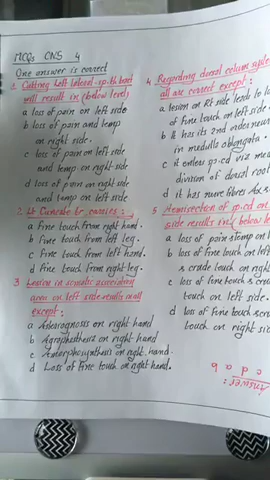 MCQs CNS 4
One answer is correct
1 Cutting left lateral sp.th tract
will result in (below level)
a loss of pain on left side
b loss of pain and temp
on right side.
c loss of pain on left side
and temp on right side
d loss of pain on right side
and temp on left side
2 Lt Cuneate tr carries:
a Fine touch from right hand.
b fine touch from left leg.
c Fine touch from left hand.
d fine touch from right leg.
3 Lesion in somatic association
area on left side results in all
except:
a Astereognosis on right hand
b Agraphesthesia on right hand
c Amorphosynthesis on right hand.
d Loss of Fine touch on right hand.
4 Regarding dorsal column
all are correct except:
a lesion on Rt side leads to
of fine touch on left side
b It has its 2nd order
in medulla oblongata.
c it enters sp.cd via
division of dorsal root
d it has nerve fibres
5 Hemisection of sp.cd on
side results in (below
a loss of pain & temp on
b loss of fine touch on left
& crude touch on right
c loss of fine touch &
touch on left side.
d loss of fine touch &
touch on right
Answer:
c d a b